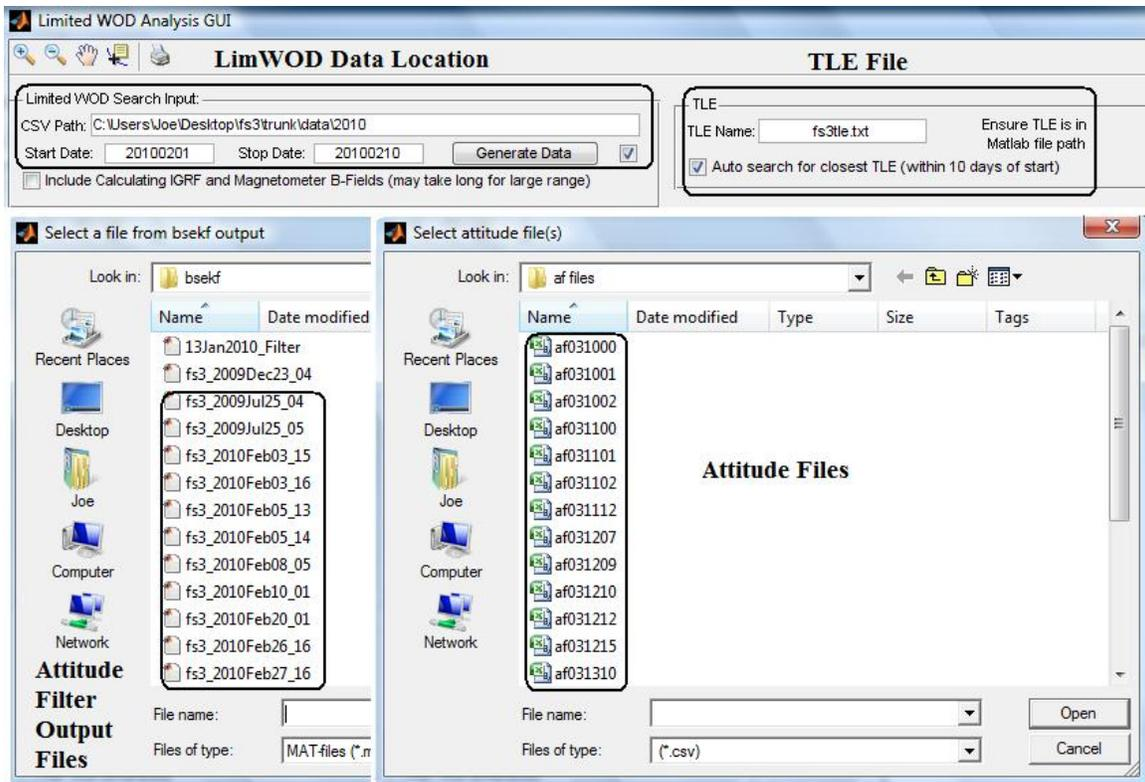 Limited WOD Analysis GUI
LimWOD Data Location
TLE File
Limited WOD Search Input:
CSV Path: C:\Users\Joe\Desktop\fs3\trunk\data\2010
Start Date: 20100201 Stop Date: 20100210 Generate Data
Include Calculating IGRF and Magnetometer B-Fields (may take long for large range)
TLE
TLE Name: fs3tle.txt
Ensure TLE is in
Matlab file path
Auto search for closest TLE (within 10 days of start)
Select a file from bsekf output
Look in: bsekf
Name Date modified
Recent Places
Desktop
Joe
Computer
Network
13Jan2010_Filter
fs3_2009Dec23_04
fs3_2009Jul25_04
fs3_2009Jul25_05
fs3_2010Feb03_15
fs3_2010Feb03_16
fs3_2010Feb05_13
fs3_2010Feb05_14
fs3_2010Feb08_05
fs3_2010Feb10_01
fs3_2010Feb20_01
fs3_2010Feb26_16
fs3_2010Feb27_16
Attitude
Filter
Output
Files
File name:
Files of type: MAT-files (*.m
Select attitude file(s)
Look in: af files
Name Date modified Type Size Tags
Recent Places
Desktop
Joe
Computer
Network
af031000
af031001
af031002
af031100
af031101
af031102
af031112
af031207
af031209
af031210
af031212
af031215
af031310
Attitude Files
File name:
Open
Files of type: (*.csv)
Cancel